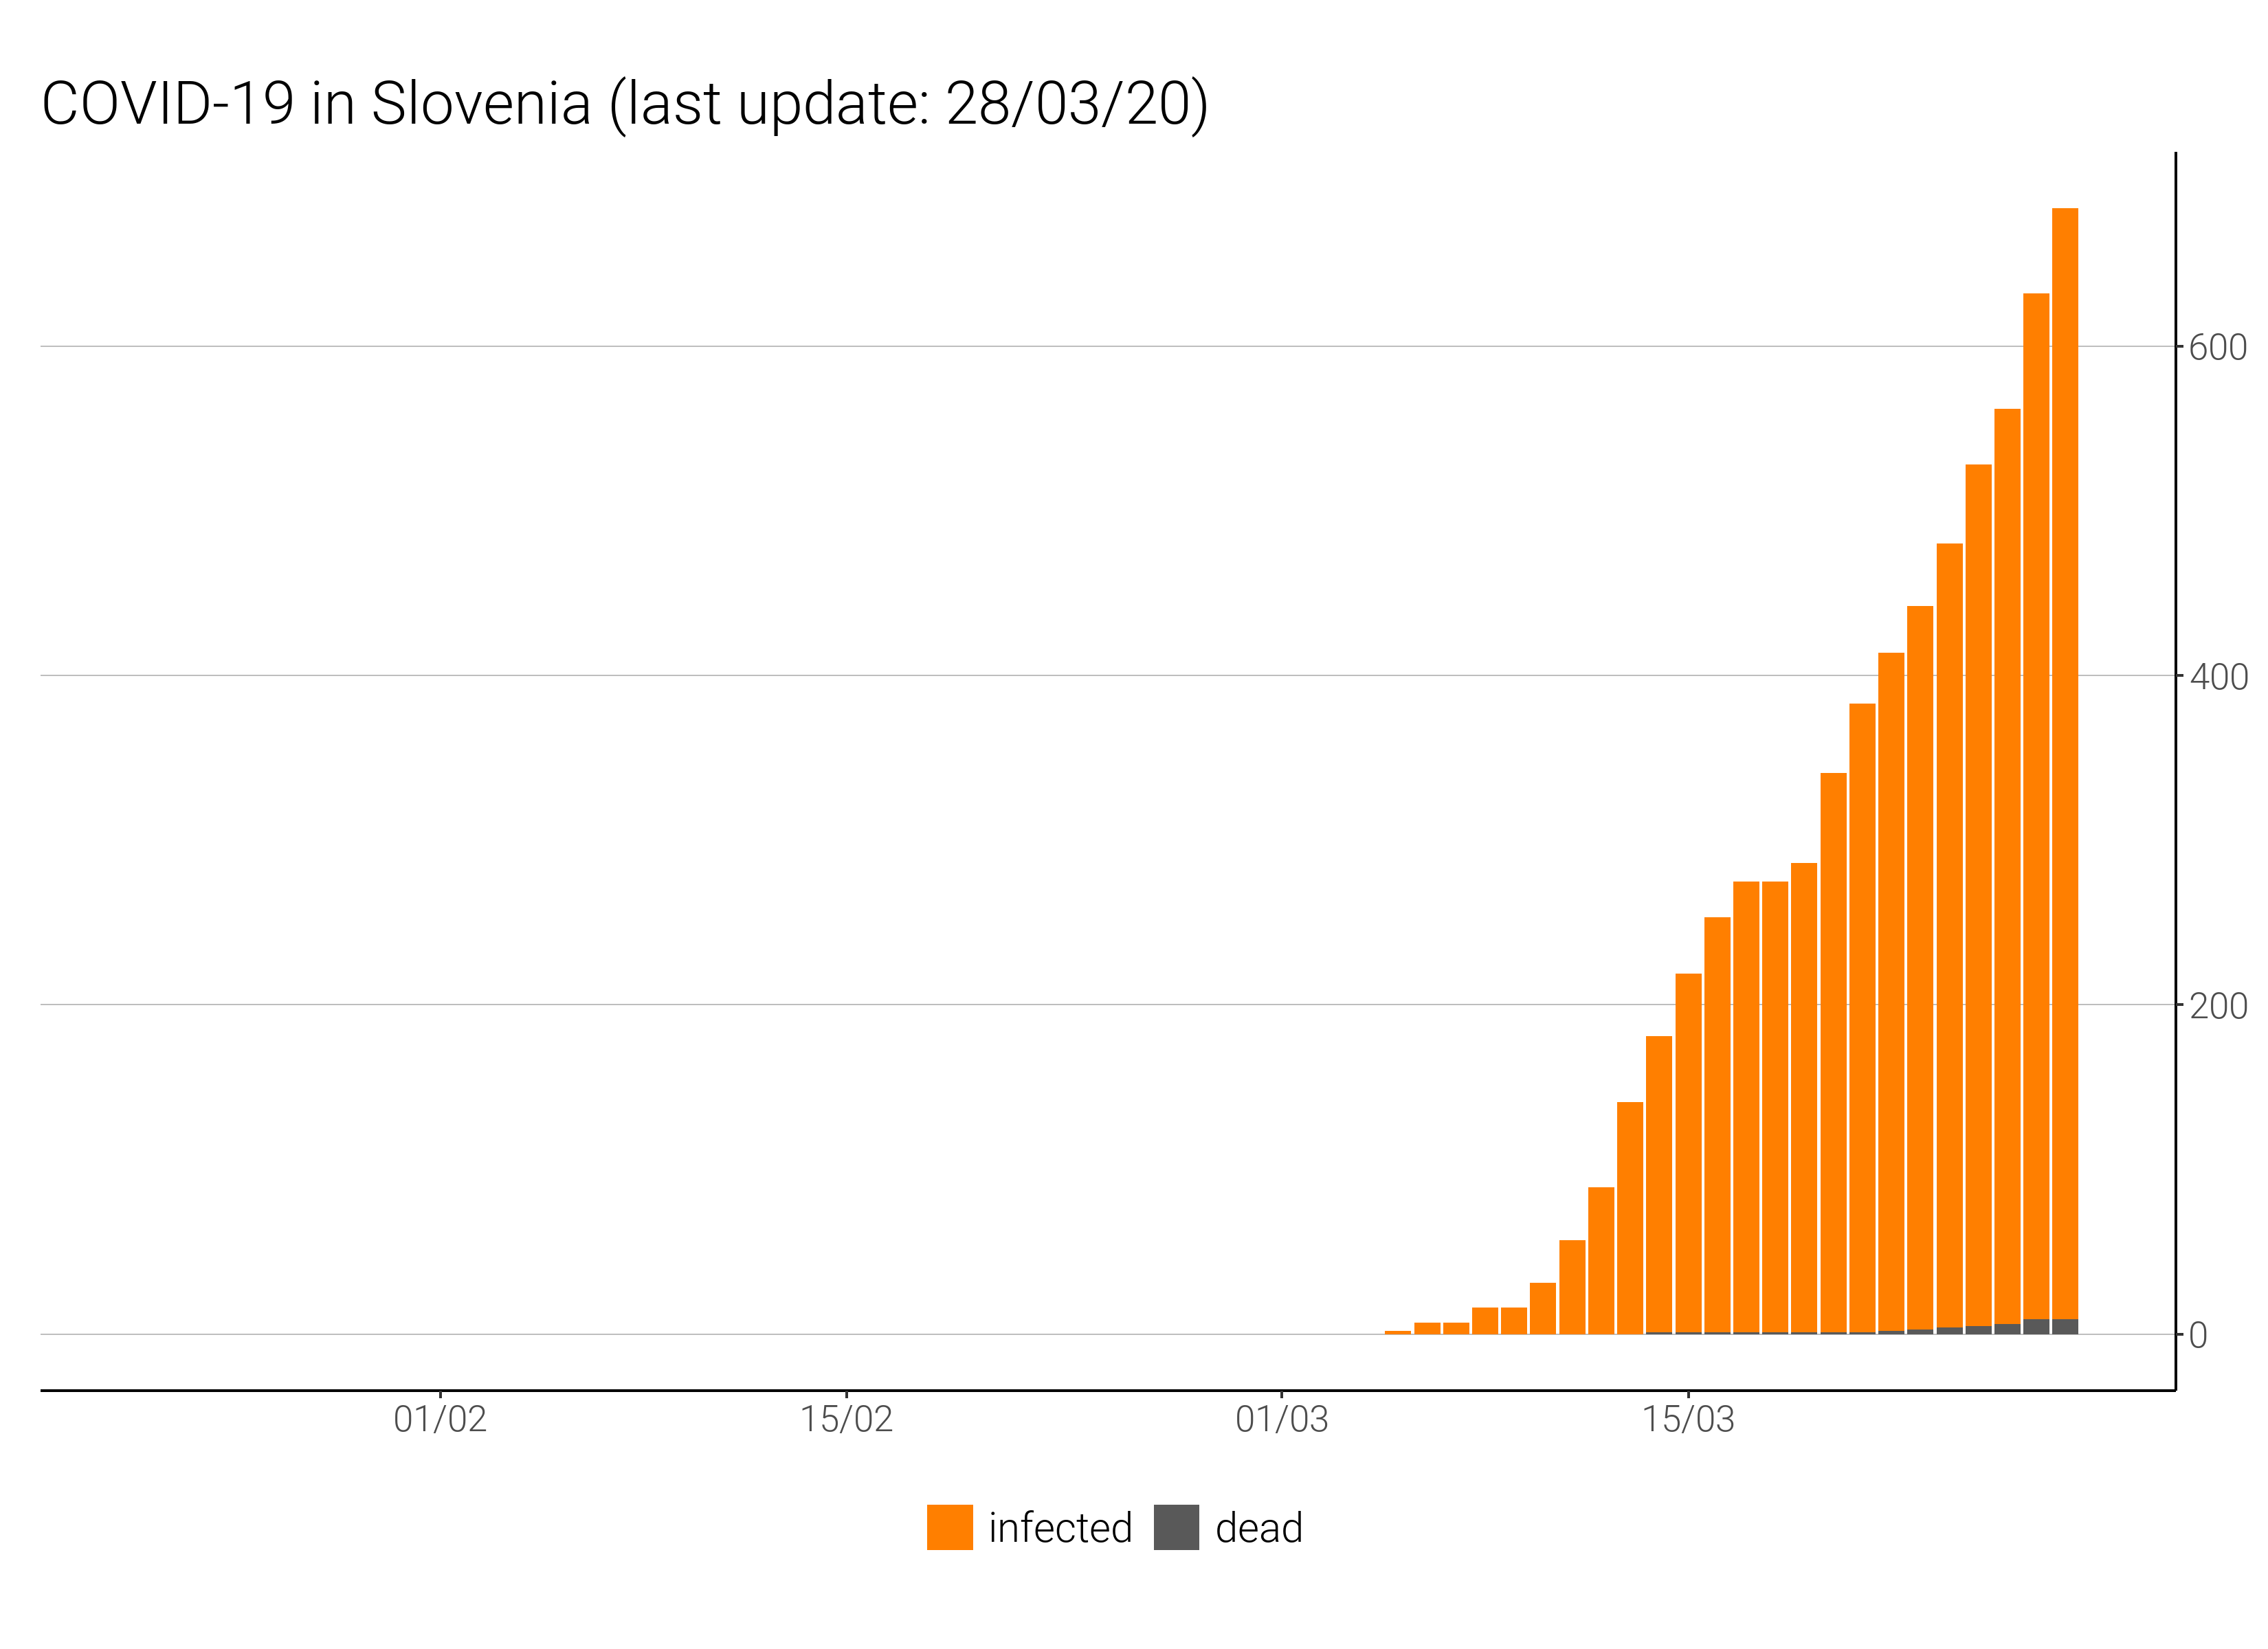 COVID-19 in Slovenia (last update: 28/03/20)
600
400
200
0
01/02 15/02 01/03 15/03
infected dead